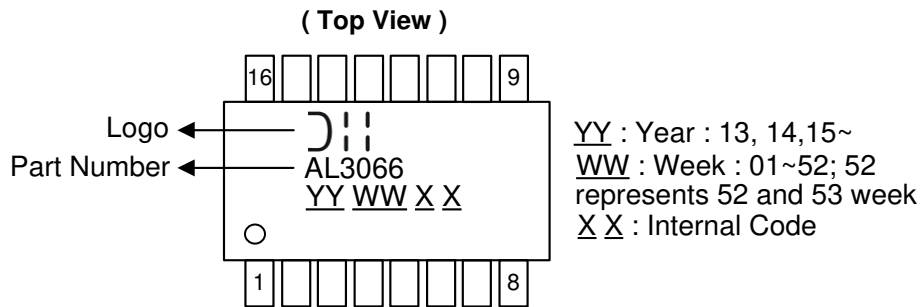 ( Top View )
16 9
Logo
Part Number
AL3066
YY WW X X
1 8
YY : Year : 13, 14,15~
WW : Week : 01~52; 52
represents 52 and 53 week
X X : Internal Code